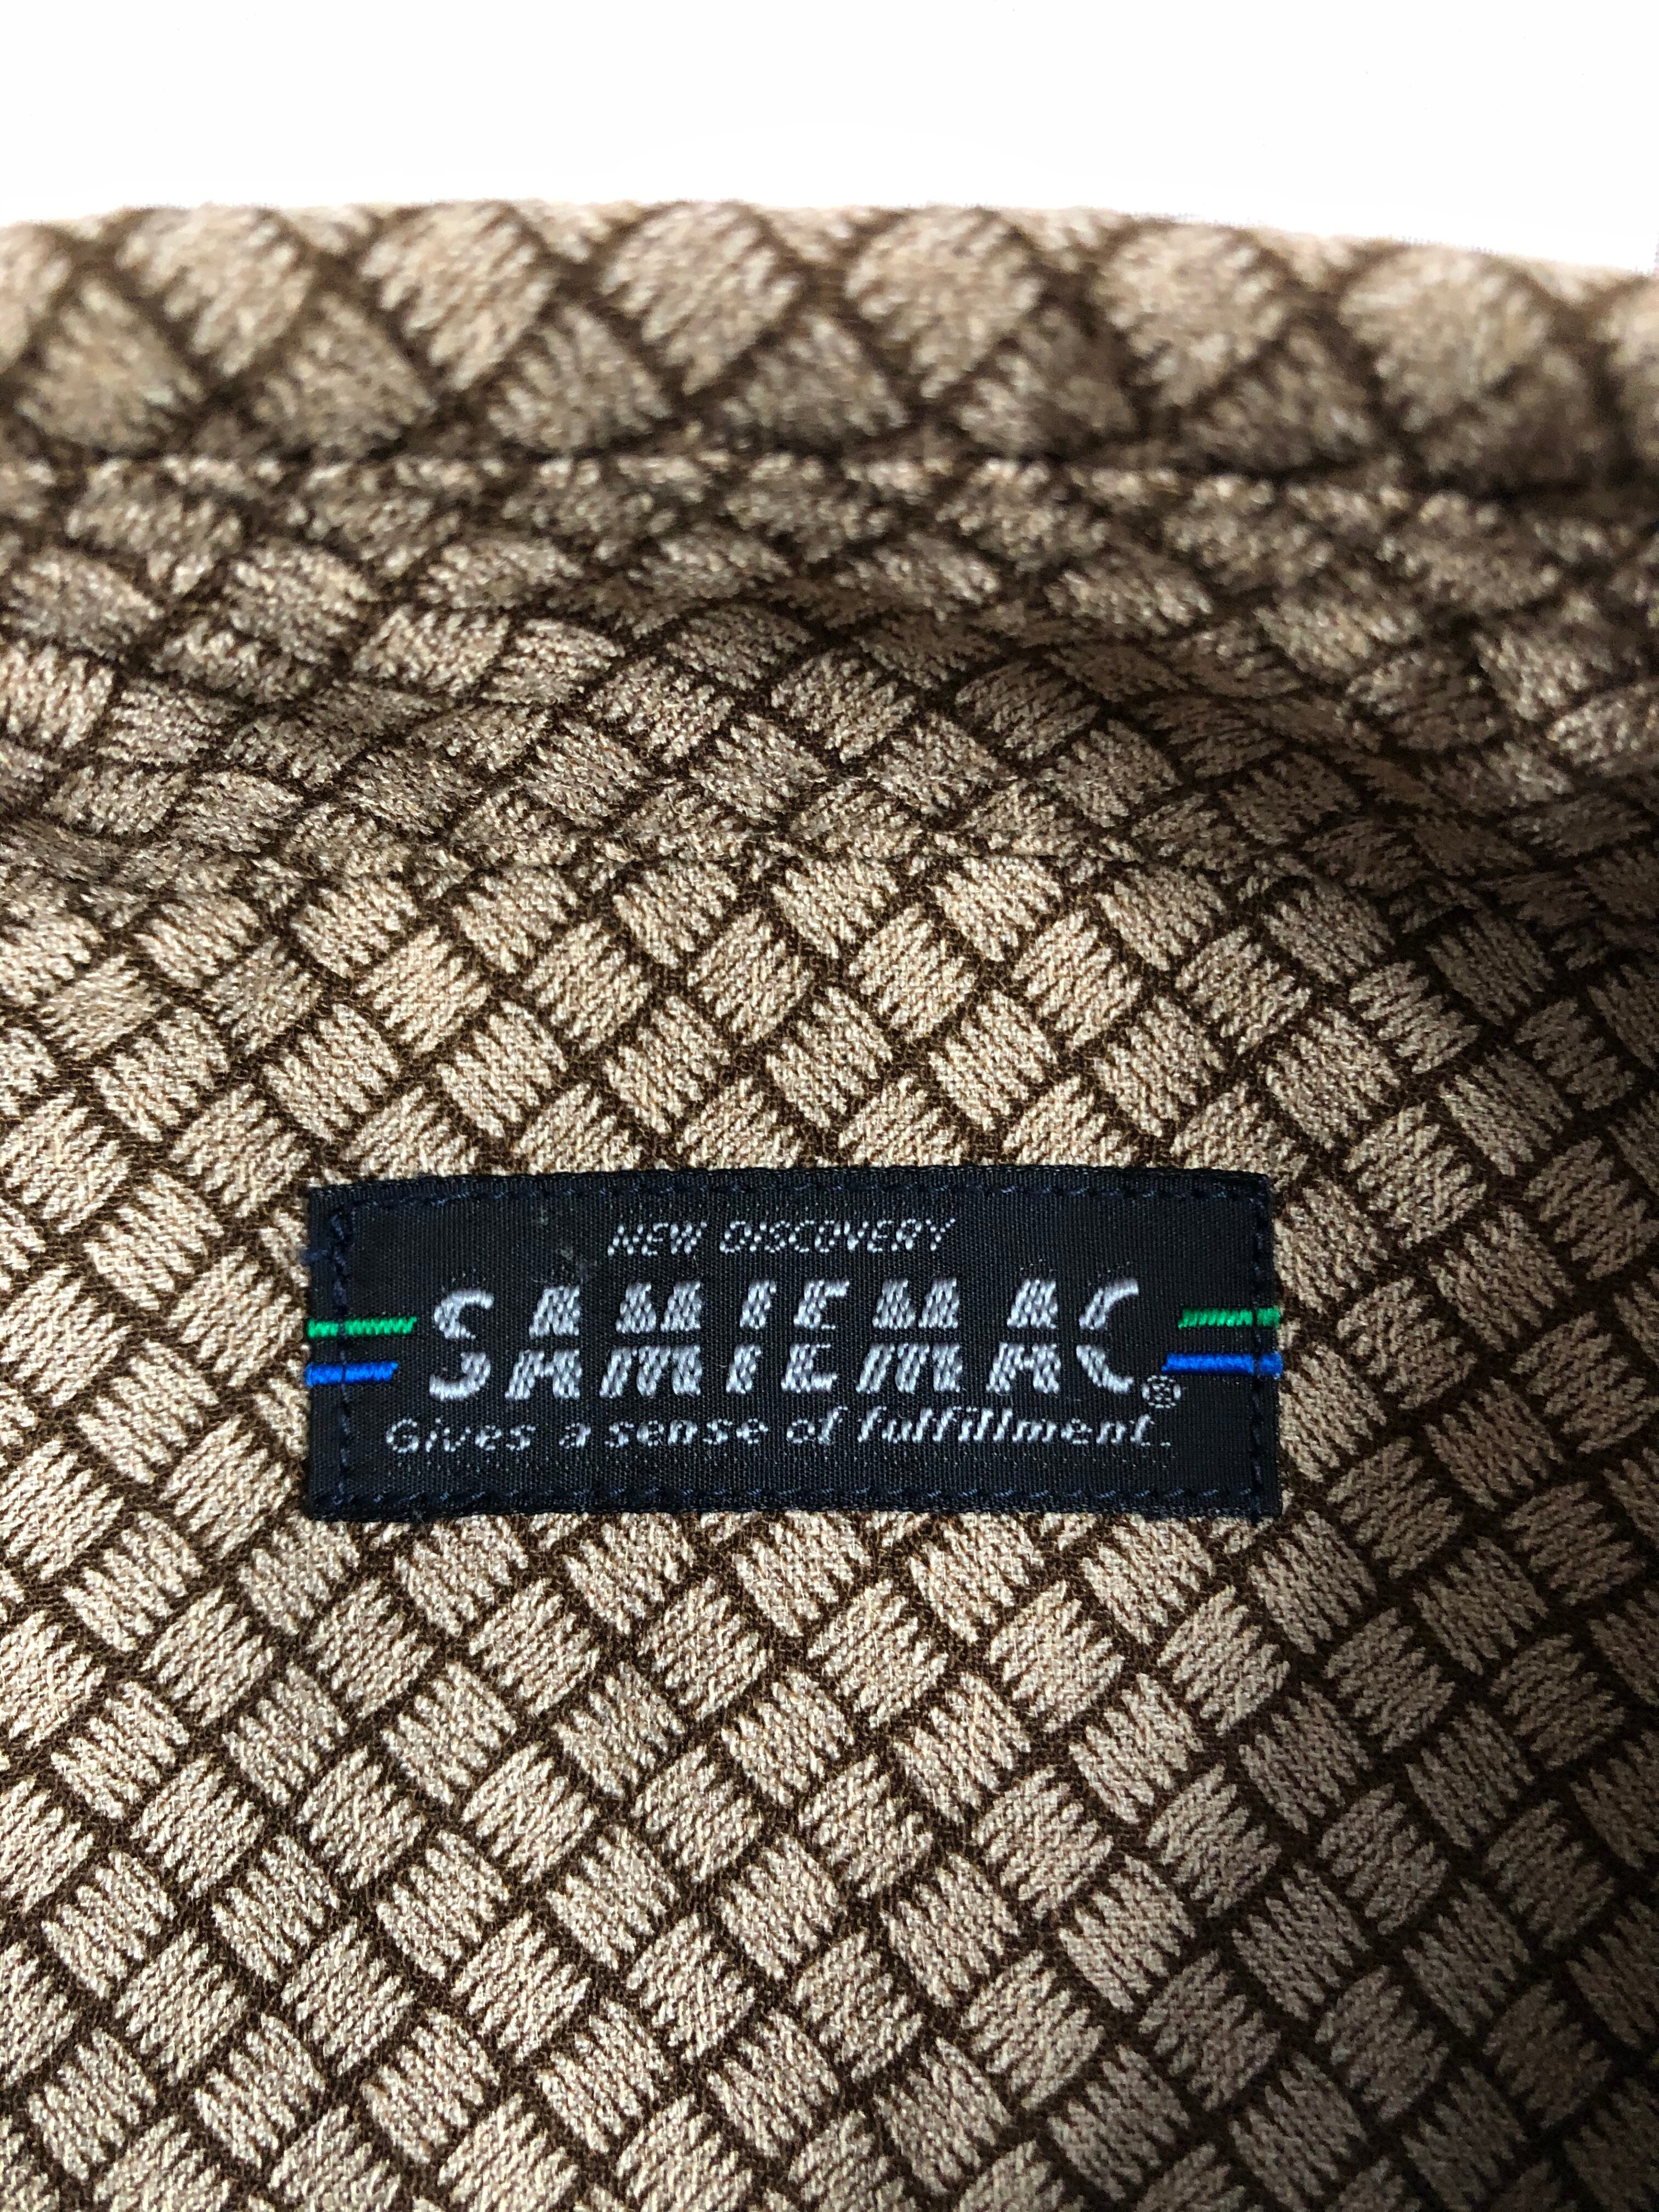 NEW DISCOVERY
SAMIEMAC®
Gives a sense of fulfillment.